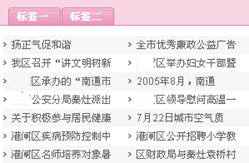 标签一 标签二
> 扬正气促和谐
> 我区召开“讲文明树新
区承办的“南通市
公安分局秦灶派出
> 关于积极参与居民健康
> 港闸区疾病预防控制中
> 港闸区名师培养对象暑
> 全市优秀廉政公益广告
区举办妇女干部暨
> 2005年8月，南通
区领导慰问高温一
> 7月22日城市空气质
> 港闸区公开招聘小学教
> 区财政局与秦灶袁桥村